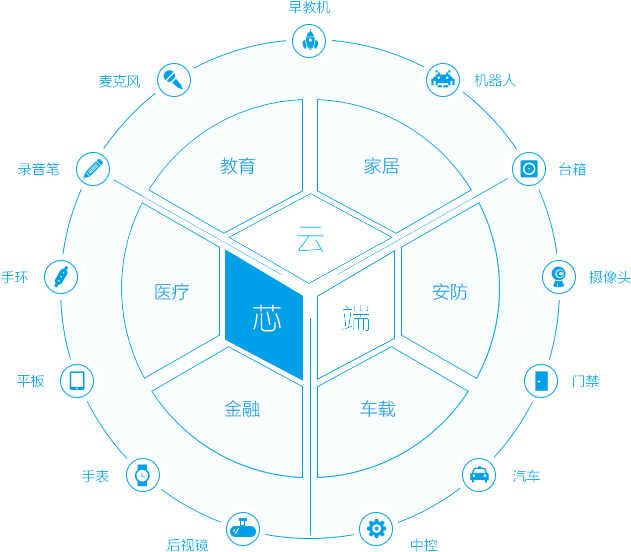 早教机
麦克风
机器人
录音笔
教育
家居
台箱
云
手环
医疗
芯
端
安防
摄像头
平板
金融
车载
门禁
手表
汽车
后视镜
中控